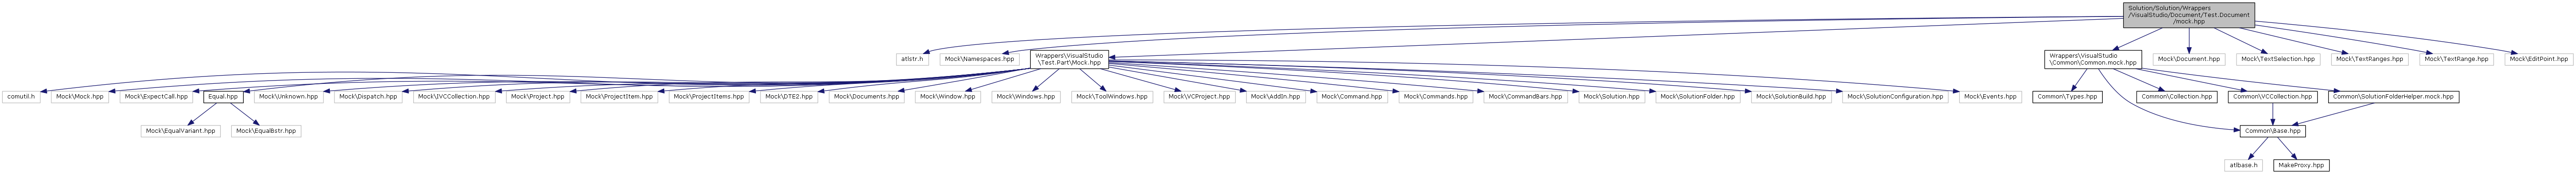 Solution/Solution/Wrappers
/VisualStudio/Document/Test.Document
/mock.hpp
atlstr.h
Mock\Namespaces.hpp
Wrappers\VisualStudio
\Test.Part\Mock.hpp
Wrappers\VisualStudio
\Common\Common.mock.hpp
Mock\Document.hpp
Mock\TextSelection.hpp
Mock\TextRanges.hpp
Mock\TextRange.hpp
Mock\EditPoint.hpp
comutil.h
Mock\Mock.hpp
Mock\ExpectCall.hpp
Equal.hpp
Mock\Unknown.hpp
Mock\Dispatch.hpp
Mock\IVCCollection.hpp
Mock\Project.hpp
Mock\ProjectItem.hpp
Mock\ProjectItems.hpp
Mock\DTE2.hpp
Mock\Documents.hpp
Mock\Window.hpp
Mock\Windows.hpp
Mock\ToolWindows.hpp
Mock\VCProject.hpp
Mock\AddIn.hpp
Mock\Command.hpp
Mock\Commands.hpp
Mock\CommandBars.hpp
Mock\Solution.hpp
Mock\SolutionFolder.hpp
Mock\SolutionBuild.hpp
Mock\SolutionConfiguration.hpp
Mock\Events.hpp
Common\Types.hpp
Common\Collection.hpp
Common\VCCollection.hpp
Common\SolutionFolderHelper.mock.hpp
Mock\EqualVariant.hpp
Mock\EqualBstr.hpp
Common\Base.hpp
atlbase.h
MakeProxy.hpp